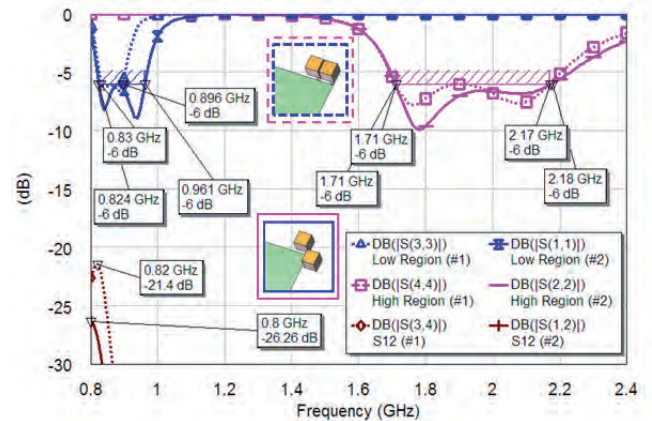 0
-5
-10
-15
-20
-25
-30
(dB)
0.896 GHz
-6 dB
0.83 GHz
-6 dB
0.824 GHz
-6 dB
0.961 GHz
-6 dB
1.71 GHz
-6 dB
1.71 GHz
-6 dB
2.17 GHz
-6 dB
2.18 GHz
-6 dB
0.82 GHz
-21.4 dB
0.8 GHz
-26.26 dB
DB(|S(3,3)|)
Low Region (#1)
DB(|S(1,1)|)
Low Region (#2)
DB(|S(4,4)|)
High Region (#1)
DB(|S(2,2)|)
High Region (#2)
DB(|S(3,4)|)
S12 (#1)
DB(|S(1,2)|)
S12 (#2)
0.8 1 1.2 1.4 1.6 1.8 2 2.2 2.4
Frequency (GHz)